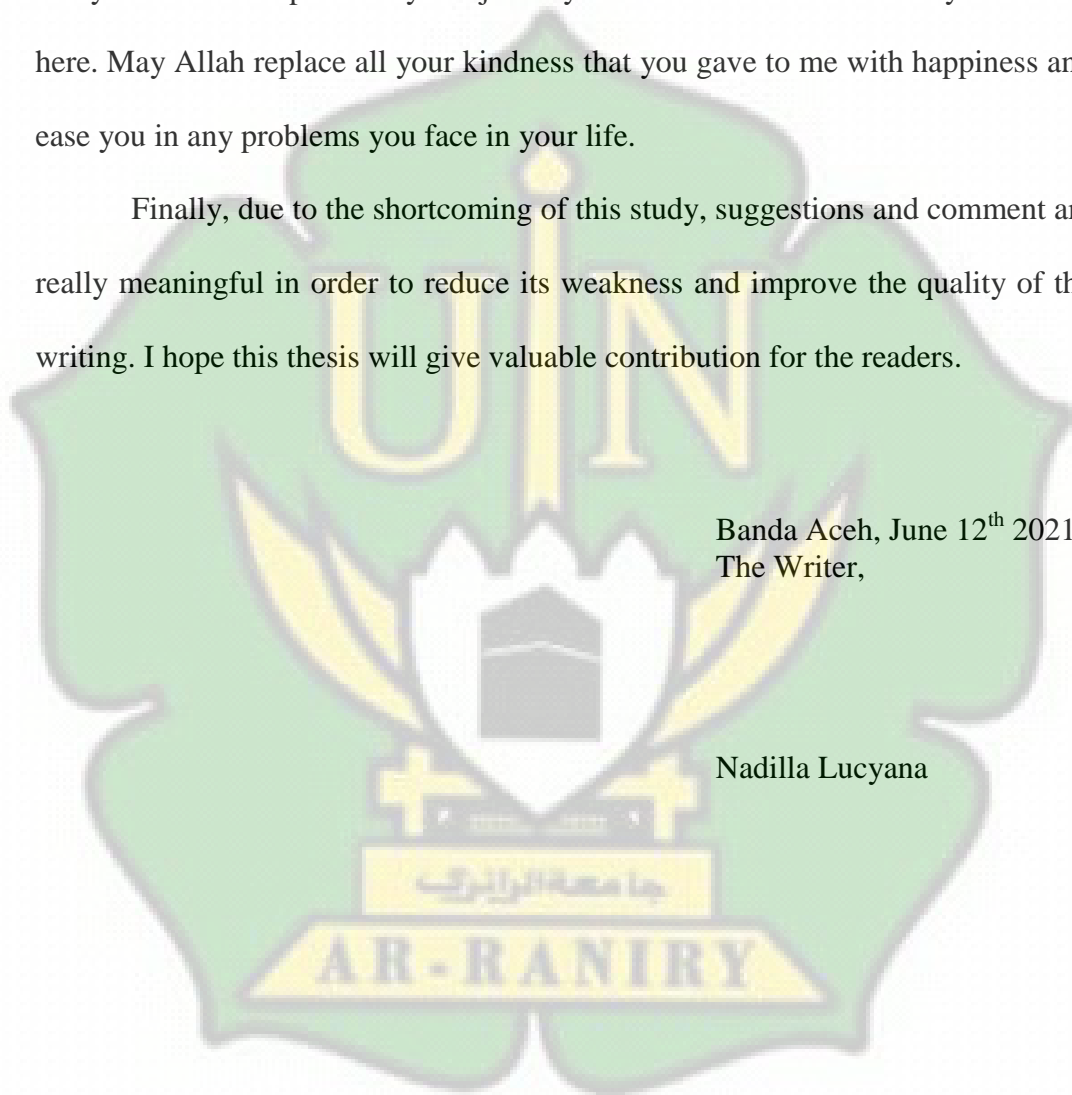 here. May Allah replace all your kindness that you gave to me with happiness
ease you in any problems you face in your life.
Finally, due to the shortcoming of this study, suggestions and comment
really meaningful in order to reduce its weakness and improve the quality of
writing. I hope this thesis will give valuable contribution for the readers.
UIN
Banda Aceh, June 12th 2021
The Writer,
Nadilla Lucyana
جامعة الرانري
AR-RANIRY